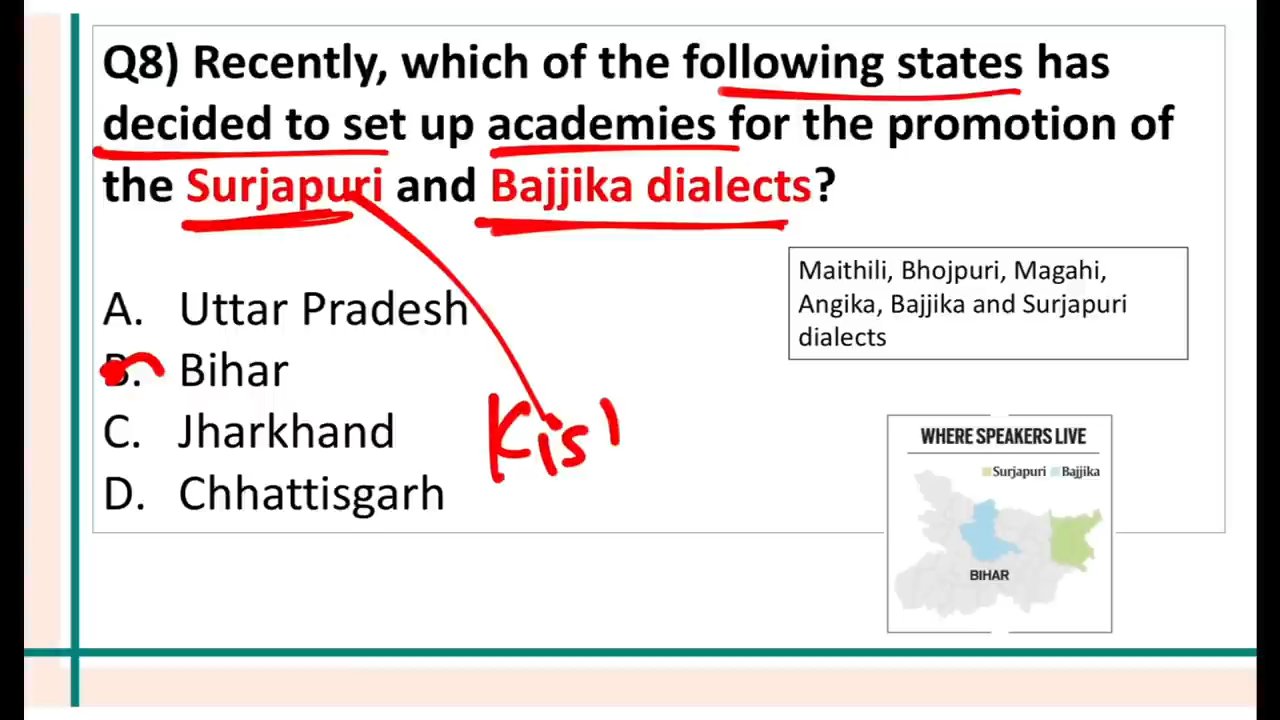 Q8) Recently, which of the following states has
decided to set up academies for the promotion of
the Surjapuri and Bajjika dialects?
Maithili, Bhojpuri, Magahi,
Angika, Bajjika and Surjapuri
dialects
A. Uttar Pradesh
B. Bihar
C. Jharkhand
D. Chhattisgarh
Kis
WHERE SPEAKERS LIVE
Surjapuri Bajjika
BIHAR